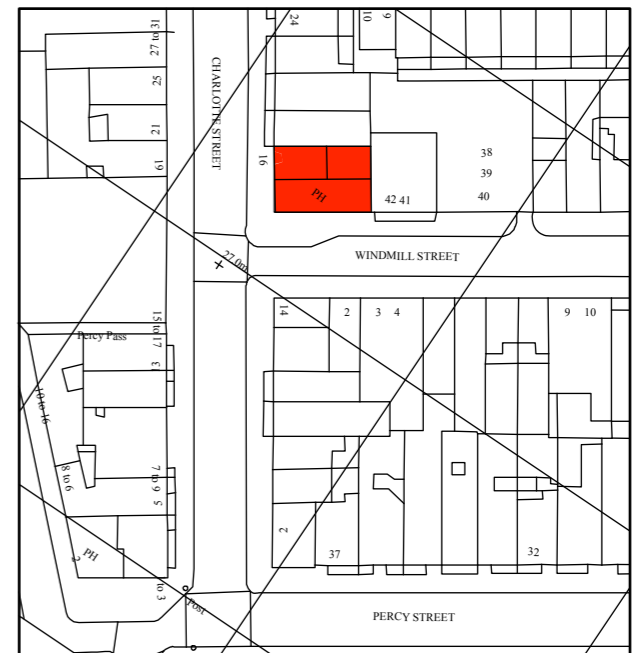 27 to 31
25
21
19
CHARLOTTE STREET
24
10
9
16
PH
38
39
40
42 41
27.0m
WINDMILL STREET
15 to 17
Percy Pass
13
14
2
3
4
9
10
10 to 16
8 to 6
7 to 9
5
2
PH
to 3
Post
2
37
32
PERCY STREET